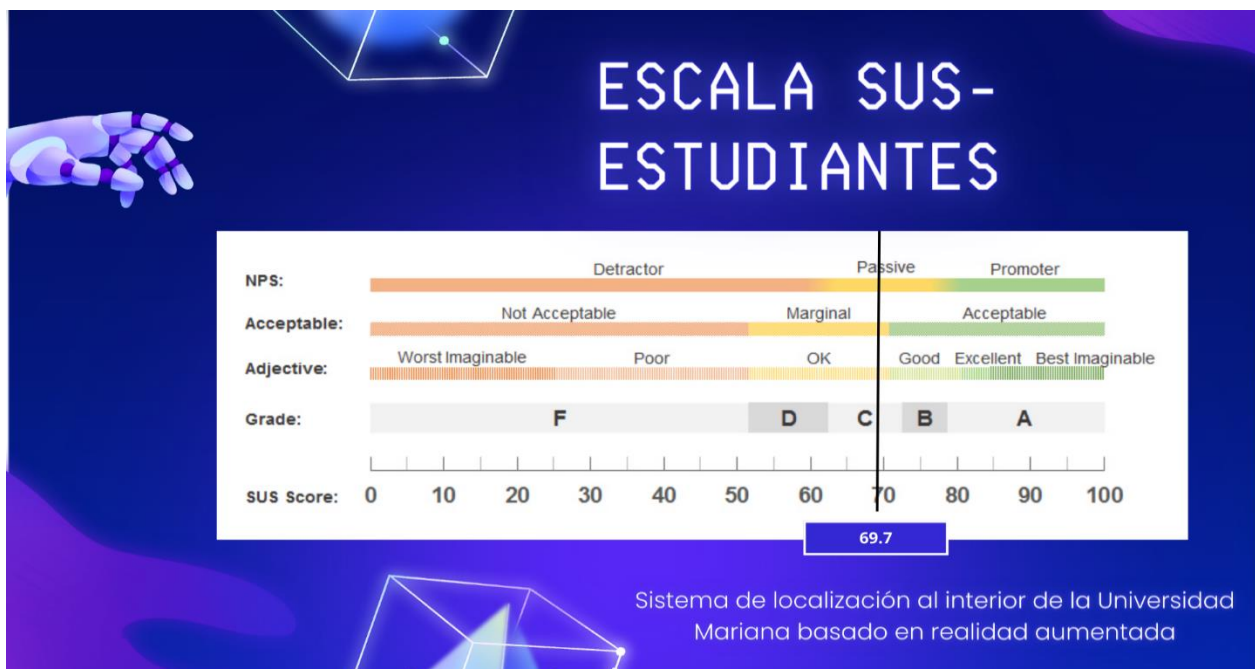 ESCALA SUS-
ESTUDIANTES
NPS: Detractor Passive Promoter
Acceptable: Not Acceptable Marginal Acceptable
Adjective: Worst Imaginable Poor OK Good Excellent Best Imaginable
Grade: F D C B A
SUS Score: 0 10 20 30 40 50 60 70 80 90 100
69.7
Sistema de localización al interior de la Universidad
Mariana basado en realidad aumentada